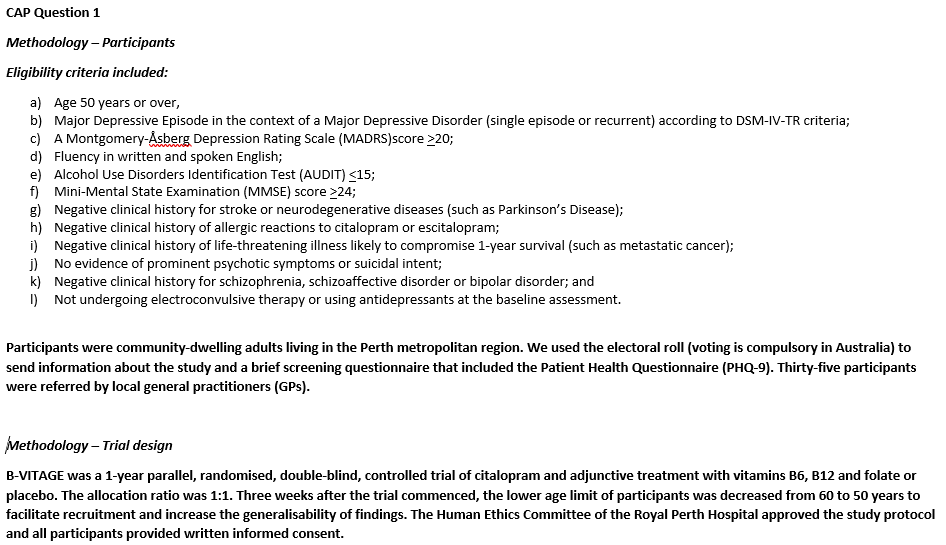 CAP Question 1
Methodology – Participants
Eligibility criteria included:
a) Age 50 years or over,
b) Major Depressive Episode in the context of a Major Depressive Disorder (single episode or recurrent) according to DSM-IV-TR criteria;
c) A Montgomery-Åsberg Depression Rating Scale (MADRS)score ≥20;
d) Fluency in written and spoken English;
e) Alcohol Use Disorders Identification Test (AUDIT) ≤15;
f) Mini-Mental State Examination (MMSE) score ≥24;
g) Negative clinical history for stroke or neurodegenerative diseases (such as Parkinson's Disease);
h) Negative clinical history of allergic reactions to citalopram or escitalopram;
i) Negative clinical history of life-threatening illness likely to compromise 1-year survival (such as metastatic cancer);
j) No evidence of prominent psychotic symptoms or suicidal intent;
k) Negative clinical history for schizophrenia, schizoaffective disorder or bipolar disorder; and
l) Not undergoing electroconvulsive therapy or using antidepressants at the baseline assessment.
Participants were community-dwelling adults living in the Perth metropolitan region. We used the electoral roll (voting is compulsory in Australia) to
send information about the study and a brief screening questionnaire that included the Patient Health Questionnaire (PHQ-9). Thirty-five participants
were referred by local general practitioners (GPs).
Methodology – Trial design
B-VITAGE was a 1-year parallel, randomised, double-blind, controlled trial of citalopram and adjunctive treatment with vitamins B6, B12 and folate or
placebo. The allocation ratio was 1:1. Three weeks after the trial commenced, the lower age limit of participants was decreased from 60 to 50 years to
facilitate recruitment and increase the generalisability of findings. The Human Ethics Committee of the Royal Perth Hospital approved the study protocol
and all participants provided written informed consent.